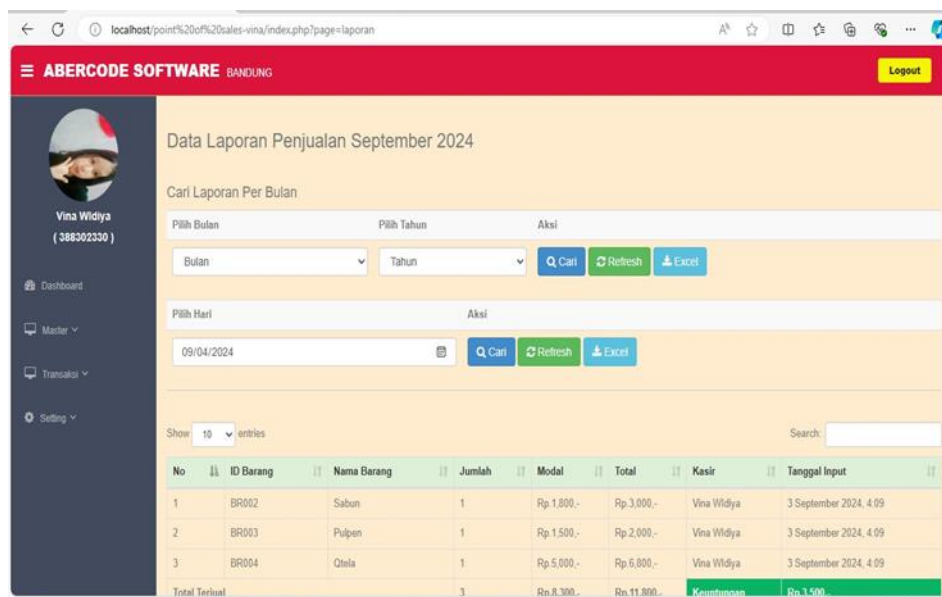 localhost/point%20of%20sales-vina/index.php?page=laporan
ABERCODE SOFTWARE BANDUNG
Logout
Data Laporan Penjualan September 2024
Cari Laporan Per Bulan
Vina Widiya
( 388302330 )
Pilih Bulan Pilih Tahun Aksi
Bulan Tahun Cari Refresh Excel
Dashboard
Pilih Hari Aksi
Master
09/04/2024 Cari Refresh Excel
Transaksi
Setting
Show 10 entries Search:
No ID Barang Nama Barang Jumlah Modal Total Kasir Tanggal Input
1 BR002 Sabun 1 Rp.1,800,- Rp.3,000,- Vina Widiya 3 September 2024, 4:09
2 BR003 Pulpen 1 Rp.1,500,- Rp.2,000,- Vina Widiya 3 September 2024, 4:09
3 BR004 Qtela 1 Rp.5,000,- Rp.6,800,- Vina Widiya 3 September 2024, 4:09
Total Terjual 3 Rp.8,300,- Rp.11,800,- Keuntungan Rp.3,500,-